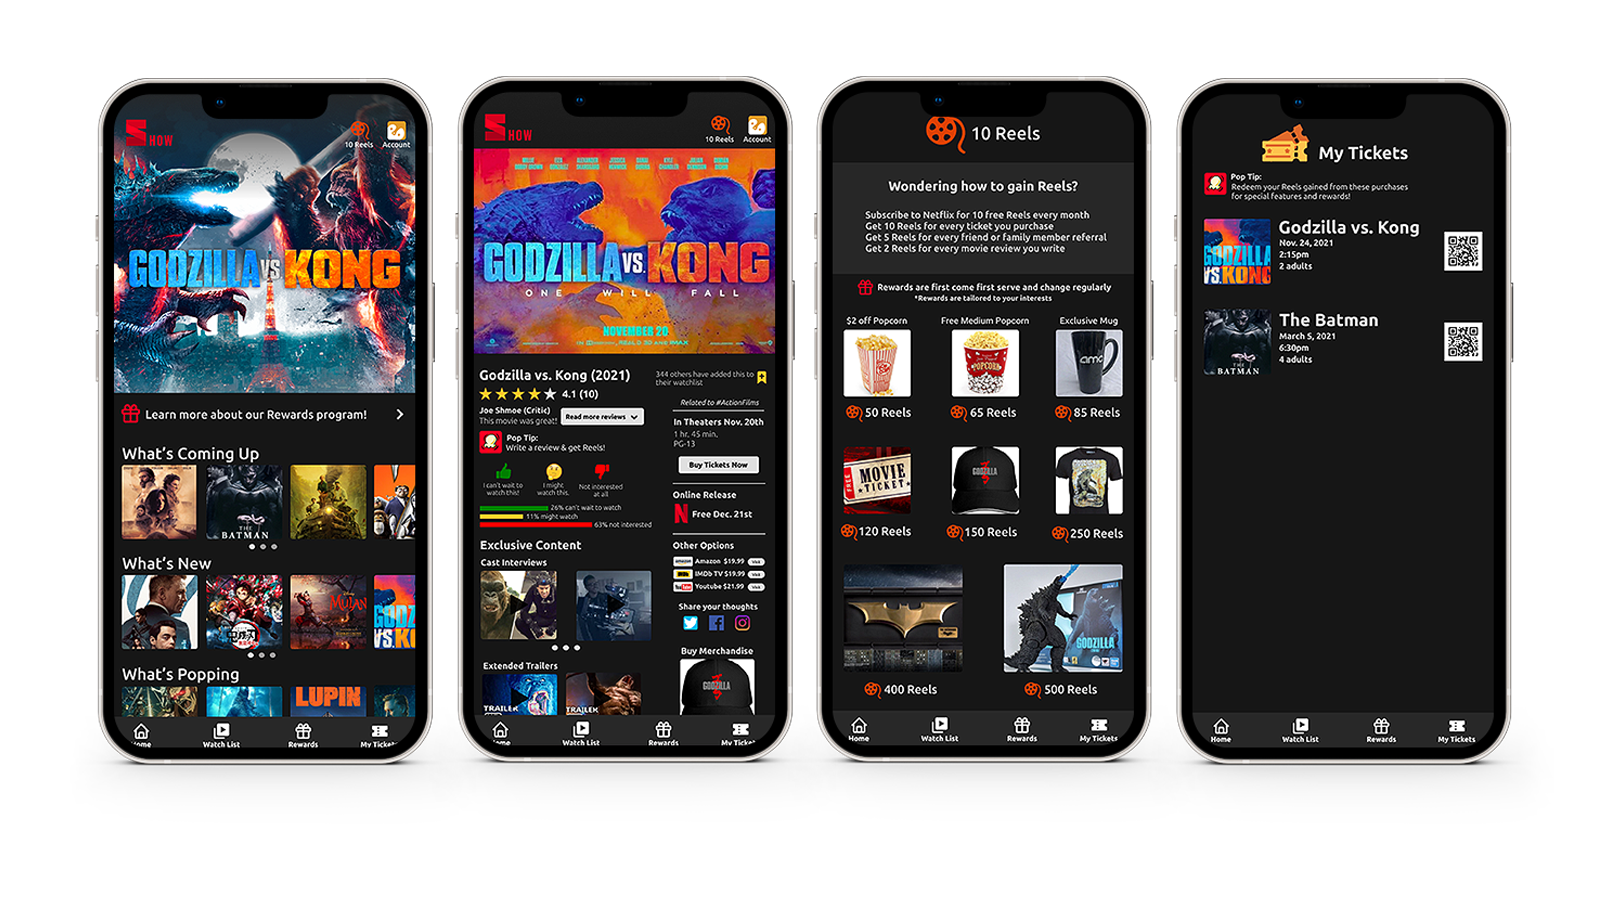 SHOW
10 Reels
Account
GODZILLA VS KONG
Learn more about our Rewards program!
What's Coming Up
THE
BATMAN
What's New
MULAN
GODZ
VS.KO
What's Popping
LUPIN
Home
Watch List
Rewards
My Tickets
SHOW
10 Reels
Account
GODZILLA VS. KONG
ONE WILL FALL
NOVEMBER 20
Godzilla vs. Kong (2021)
4.1 (10)
344 others have added this to
their watchlist
Joe Shmoe (Critic)
This movie was great!
Read more reviews
Pop Tip:
Write a review & get Reels!
I can't wait to
watch this!
I might
watch this.
Not interested
at all
26% can't wait to watch
11% might watch
63% not interested
Related to #ActionFilms
In Theaters Nov. 20th
1 hr. 45 min.
PG-13
Buy Tickets Now
Online Release
N Free Dec. 21st
Other Options
amazon Amazon $19.99 Visit
IMDb TV $19.99 Visit
YouTube Youtube $21.99 Visit
Share your thoughts
Exclusive Content
Cast Interviews
Extended Trailers
TRAILER
TRAILER
Buy Merchandise
GODZILLA
Home
Watch List
Rewards
My Tickets
10 Reels
Wondering how to gain Reels?
Subscribe to Netflix for 10 free Reels every month
Get 10 Reels for every ticket you purchase
Get 5 Reels for every friend or family member referral
Get 2 Reels for every movie review you write
Rewards are first come first serve and change regularly
*Rewards are tailored to your interests
$2 off Popcorn
Free Medium Popcorn
Exclusive Mug
POPCORN
amc
50 Reels
65 Reels
85 Reels
FREE
MOVIE
TICKET
GODZILLA
120 Reels
150 Reels
250 Reels
GODZILLA
400 Reels
500 Reels
Home
Watch List
Rewards
My Tickets
My Tickets
Pop Tip:
Redeem your Reels gained from these purchases
for special features and rewards!
GODZILLA
VS.KONG
Godzilla vs. Kong
Nov. 24, 2021
2:15pm
2 adults
THE
BATMAN
The Batman
March 5, 2021
6:30pm
4 adults
Home
Watch List
Rewards
My Tickets